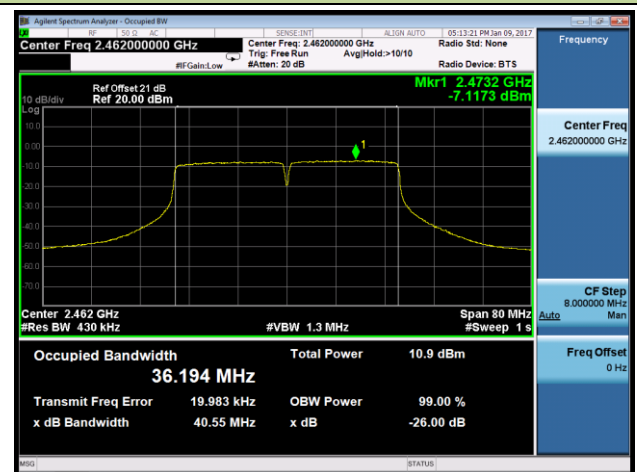 Agilent Spectrum Analyzer - Occupied BW
RF 50 Ω AC SENSE:INT ALIGN AUTO 05:13:21 PM Jan 09, 2017
Center Freq 2.462000000 GHz Center Freq: 2.462000000 GHz Radio Std: None Frequency
Trig: Free Run Avg|Hold:>10/10
#IFGain:Low #Atten: 20 dB Radio Device: BTS
Ref Offset 21 dB Mkr1 2.4732 GHz
10 dB/div Ref 20.00 dBm -7.1173 dBm
Log
10.0
0.00
-10.0
-20.0
-30.0
-40.0
-50.0
-60.0
-70.0
1
Center Freq
2.462000000 GHz
Center 2.462 GHz Span 80 MHz
#Res BW 430 kHz #VBW 1.3 MHz #Sweep 1 s
CF Step
8.000000 MHz
Auto Man
Occupied Bandwidth Total Power 10.9 dBm
36.194 MHz
Transmit Freq Error 19.983 kHz OBW Power 99.00 %
x dB Bandwidth 40.55 MHz x dB -26.00 dB
Freq Offset
0 Hz
MSG STATUS